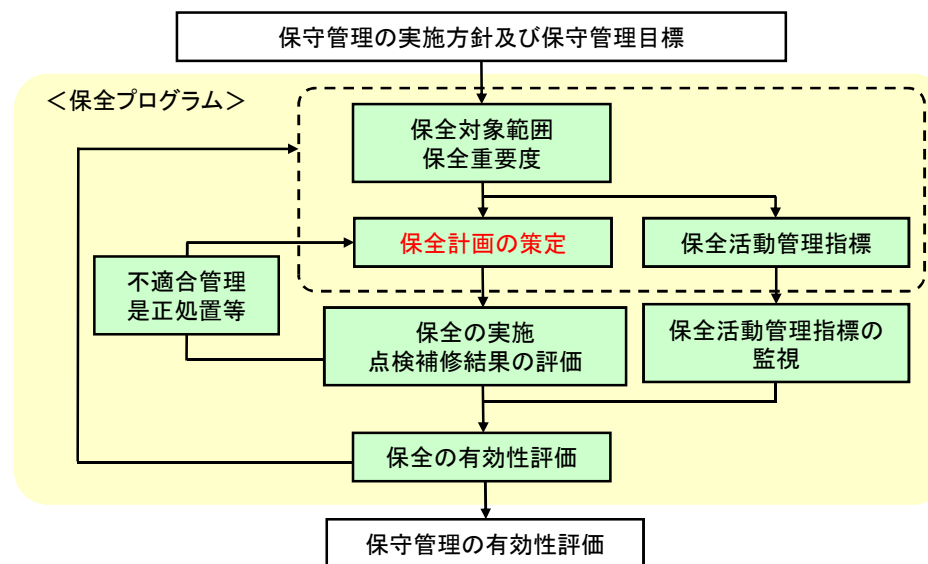 保守管理の実施方針及び保守管理目標
＜保全プログラム＞
保全対象範囲
保全重要度
保全計画の策定
保全活動管理指標
不適合管理
是正処置等
保全の実施
点検補修結果の評価
保全活動管理指標の
監視
保全の有効性評価
保守管理の有効性評価